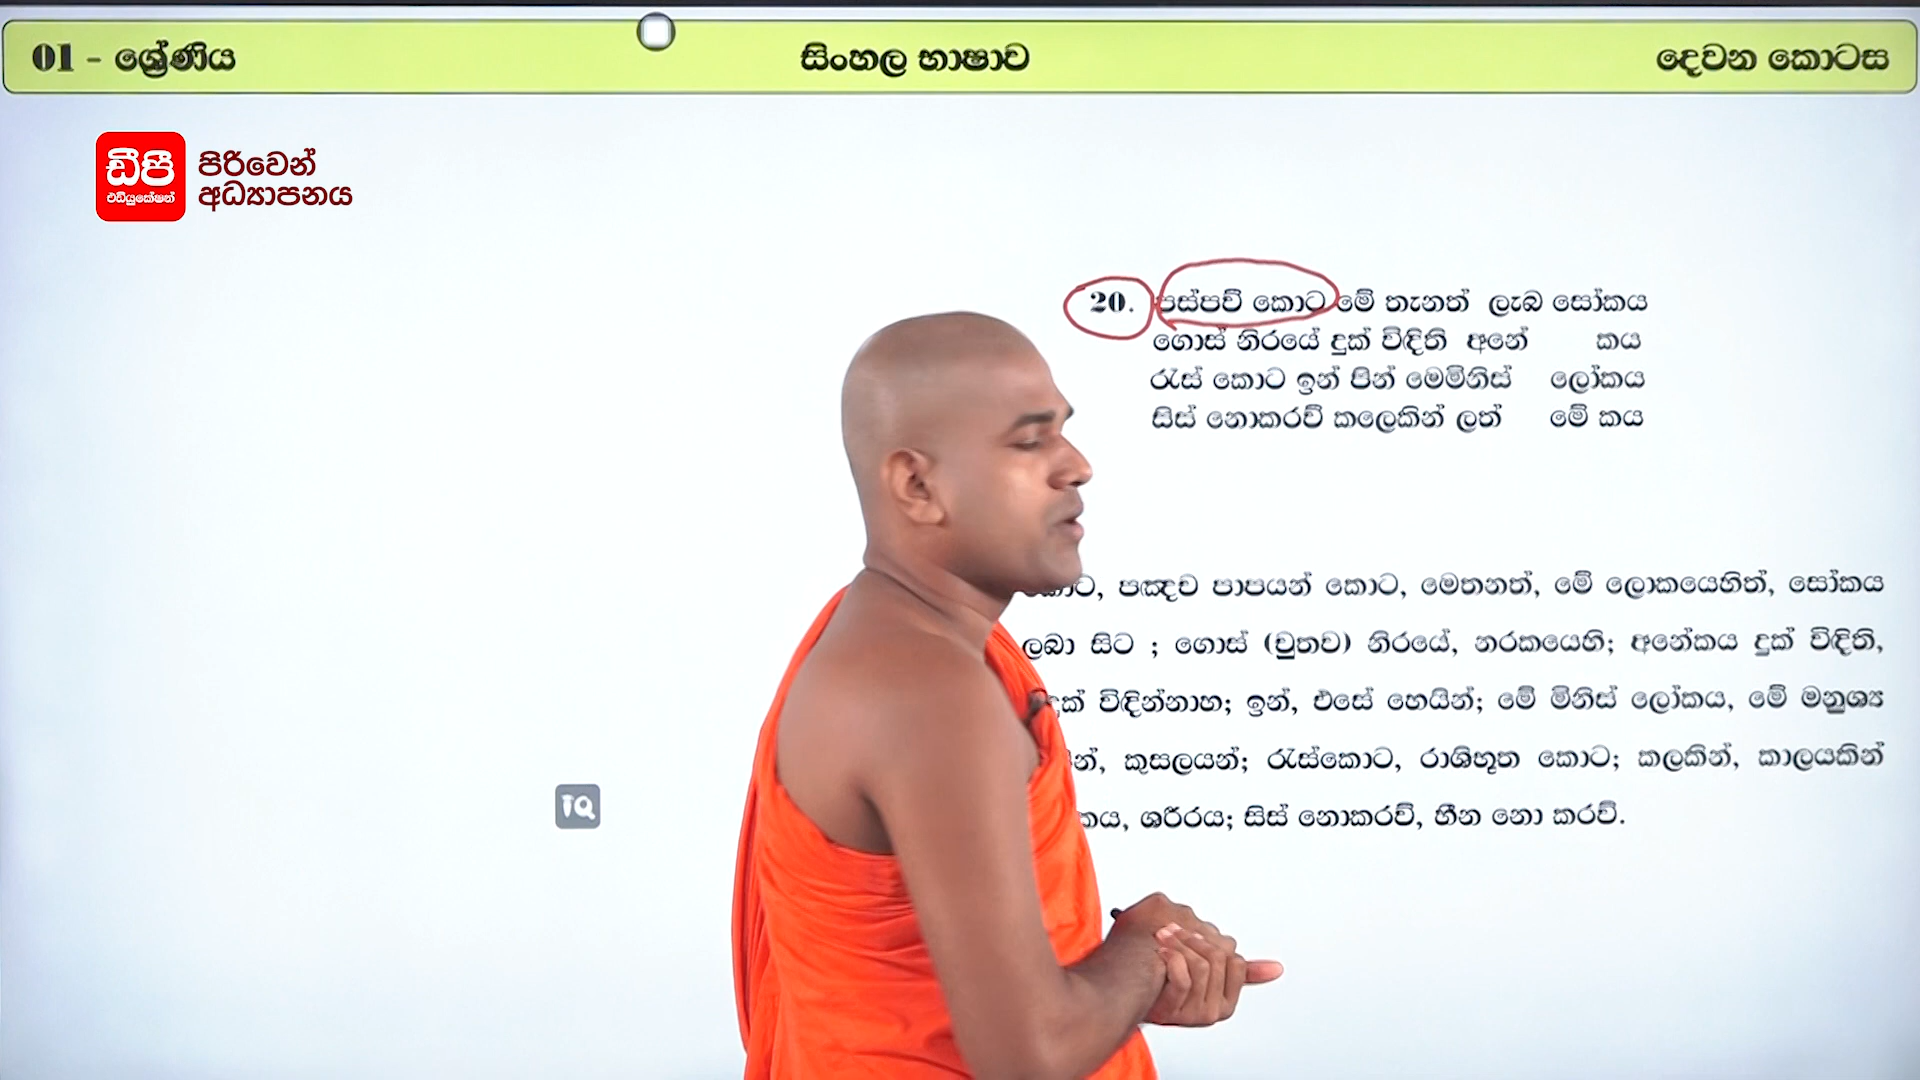 01 - ශ්‍රේණිය
සිංහල භාෂාව
දෙවන කොටස
ඩීපී
එඩියුකේෂන්
පිරිවෙන්
අධ්‍යාපනය
20. පස්පව් කොට මේ තැනත් ලැබ සෝකය
ගොස් නිරයේ දුක් විඳිති අනේ කය
රැස් කොට ඉන් පින් මෙමිනිස් ලෝකය
සිස් නොකරව් කලෙකින් ලත් මේ කය
කොට, පඤ්ච පාපයන් කොට, මෙතනත්, මේ ලොකයෙහිත්, සෝකය
ලබා සිට ; ගොස් (චුතව) නිරයේ, නරකයෙහි; අනේකය දුක් විඳිති,
දුක් විඳින්නාහ; ඉන්, එසේ හෙයින්; මේ මිනිස් ලෝකය, මේ මනුශ්‍ය
කුසලයන්; රැස්කොට, රාශිභූත කොට; කලකින්, කාලයකින්
කය, ශරීරය; සිස් නොකරව්, හීන නො කරව්.
IQ